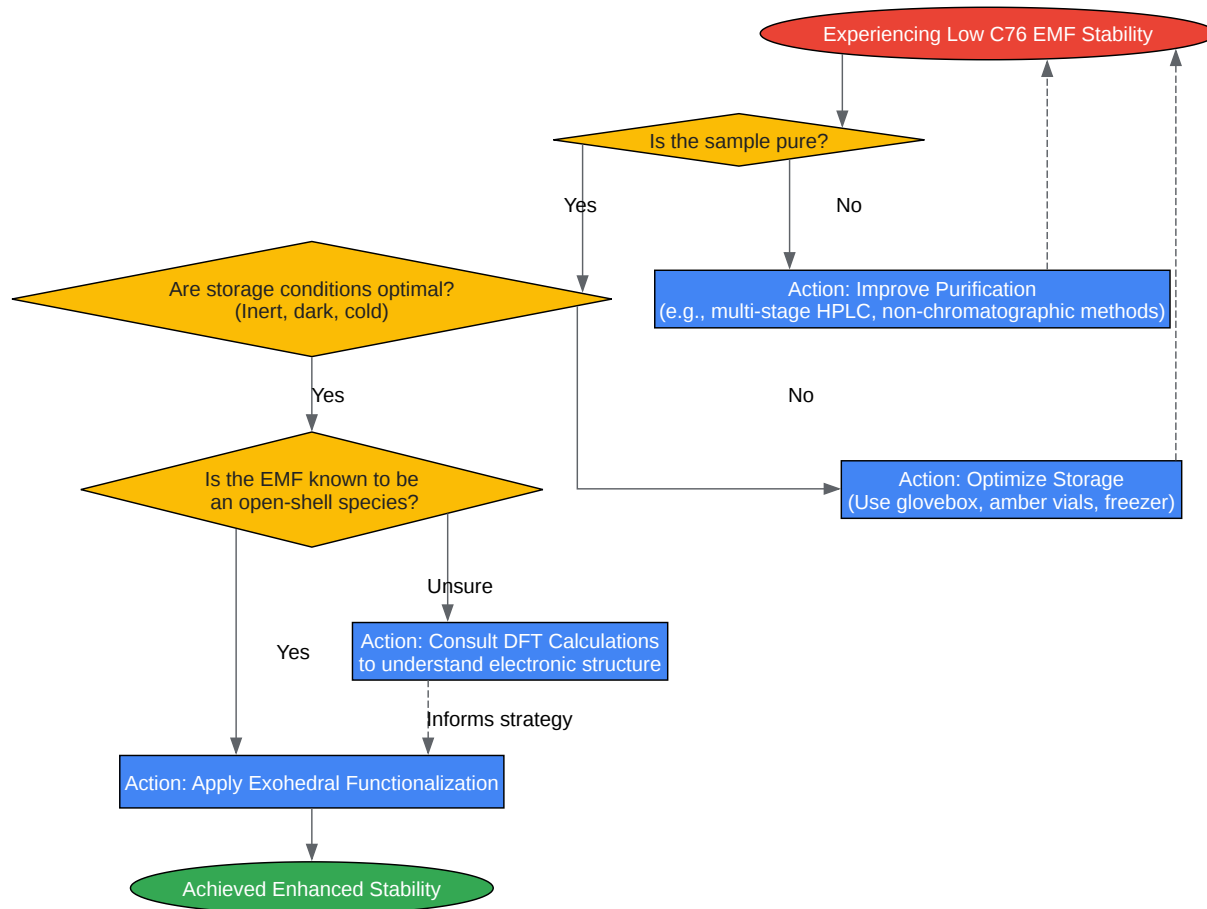 Experiencing Low C76 EMF Stability
Is the sample pure?
Yes
No
Are storage conditions optimal?
(Inert, dark, cold)
Action: Improve Purification
(e.g., multi-stage HPLC, non-chromatographic methods)
Yes
No
Is the EMF known to be
an open-shell species?
Action: Optimize Storage
(Use glovebox, amber vials, freezer)
Unsure
Yes
Action: Consult DFT Calculations
to understand electronic structure
Informs strategy
Action: Apply Exohedral Functionalization
Achieved Enhanced Stability